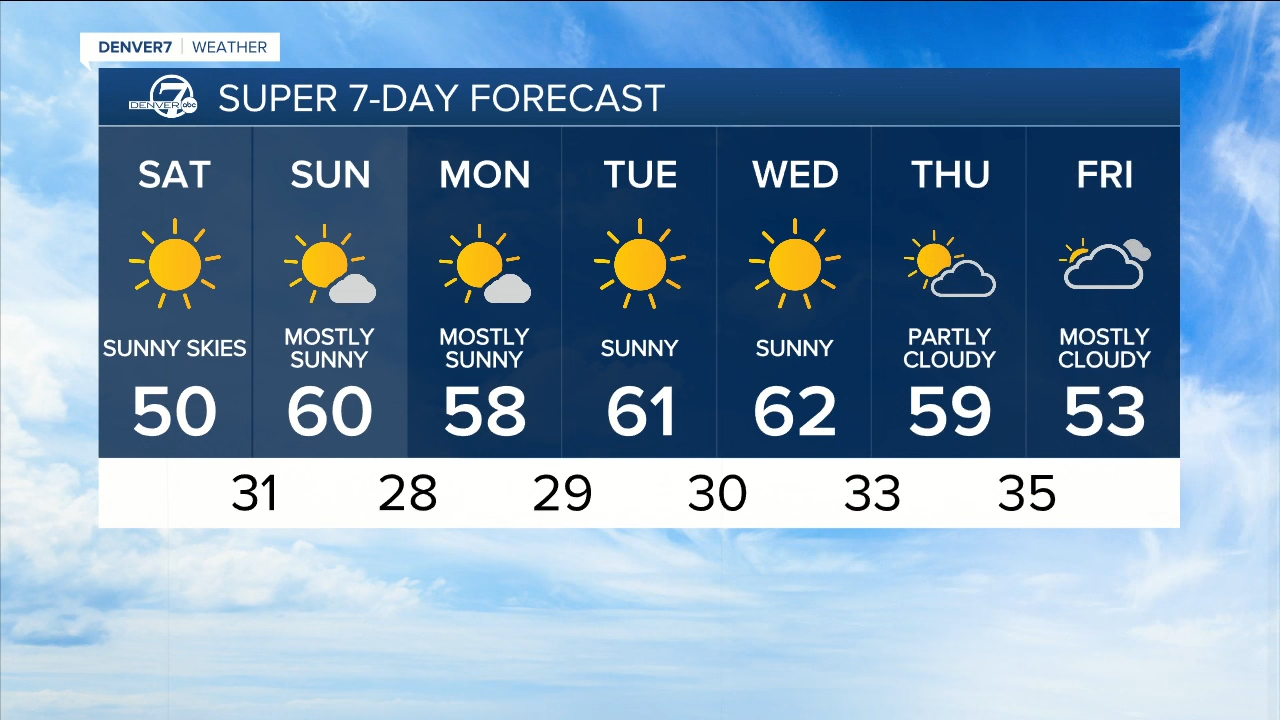 DENVER7 | WEATHER
7
DENVER abc
SUPER 7-DAY FORECAST
SAT SUN MON TUE WED THU FRI
SUNNY SKIES
MOSTLY
SUNNY
MOSTLY
SUNNY
SUNNY
SUNNY
PARTLY
CLOUDY
MOSTLY
CLOUDY
50 60 58 61 62 59 53
31 28 29 30 33 35